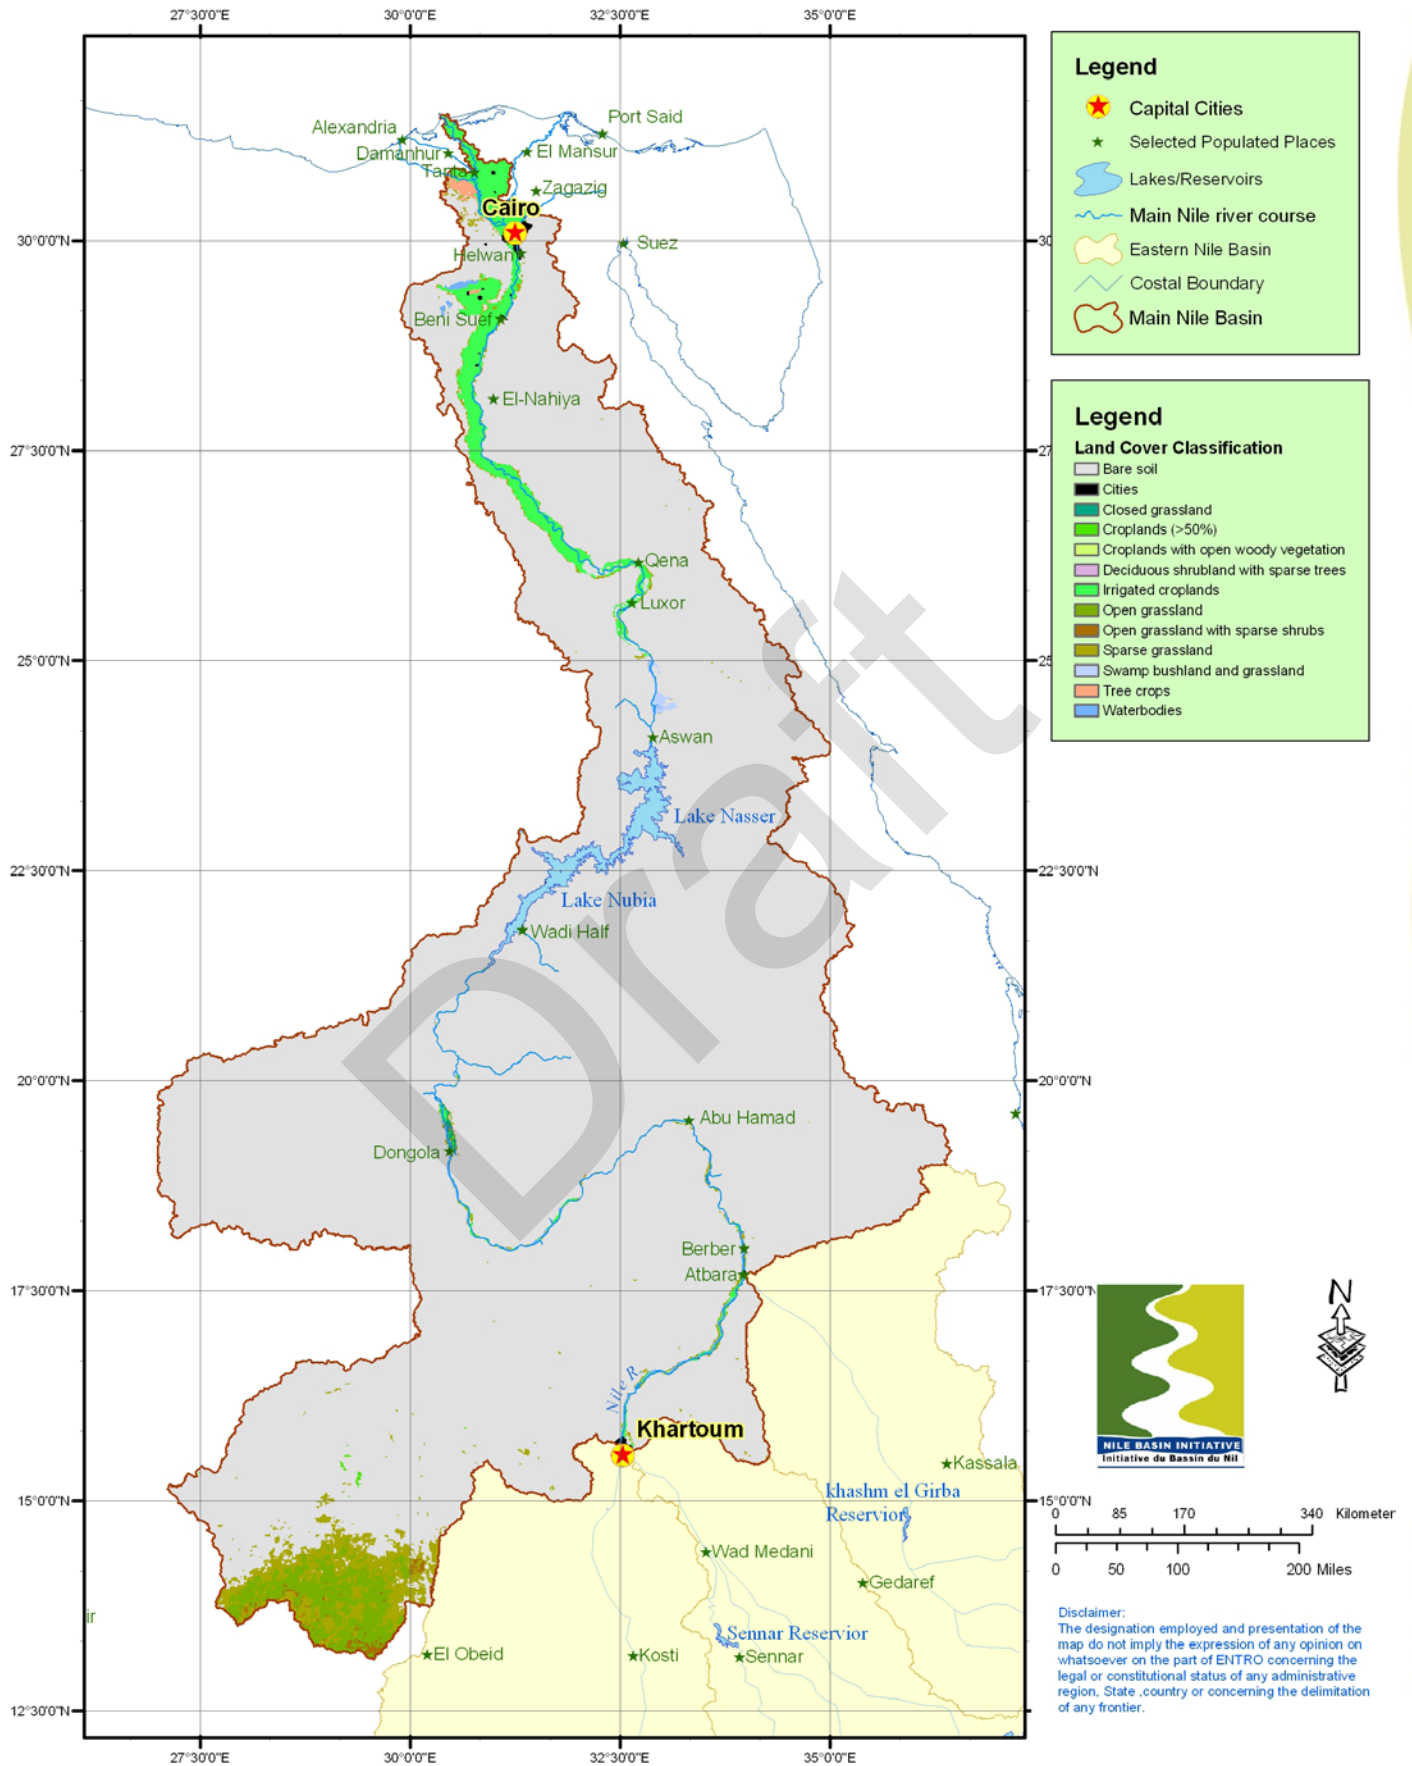 27°30'0"E
30°0'0"E
32°30'0"E
35°0'0"E
Alexandria
Port Said
Damanhur
El Mansur
Tanta
Zagazig
Cairo
30°0'0"N
30
Suez
Helwan
Beni Suef
El-Nahiya
27°30'0"N
27
Qena
Luxor
25°0'0"N
25
Aswan
Lake Nasser
22°30'0"N
22°30'0"N
Lake Nubia
Wadi Half
20°0'0"N
20°0'0"N
Abu Hamad
Dongola
Berber
Atbara
17°30'0"N
17°30'0"N
Nile R.
Khartoum
Kassala
khashm el Girba
Reservior
15°0'0"N
15°0'0"N
Wad Medani
Gedaref
ir
Sennar Reservior
El Obeid
Kosti
Sennar
12°30'0"N
27°30'0"E
30°0'0"E
32°30'0"E
35°0'0"E
Draft
Legend
Capital Cities
Selected Populated Places
Lakes/Reservoirs
Main Nile river course
Eastern Nile Basin
Costal Boundary
Main Nile Basin
Legend
Land Cover Classification
Bare soil
Cities
Closed grassland
Croplands (>50%)
Croplands with open woody vegetation
Deciduous shrubland with sparse trees
Irrigated croplands
Open grassland
Open grassland with sparse shrubs
Sparse grassland
Swamp bushland and grassland
Tree crops
Waterbodies
N
NILE BASIN INITIATIVE
Initiative du Bassin du Nil
0 85 170 340 Kilometer
0 50 100 200 Miles
Disclaimer:
The designation employed and presentation of the
map do not imply the expression of any opinion on
whatsoever on the part of ENTRO concerning the
legal or constitutional status of any administrative
region, State ,country or concerning the delimitation
of any frontier.